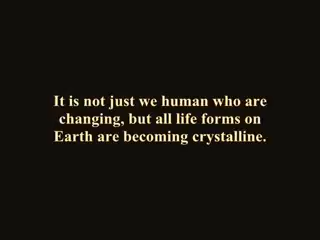 It is not just we human who are
changing, but all life forms on
Earth are becoming crystalline.